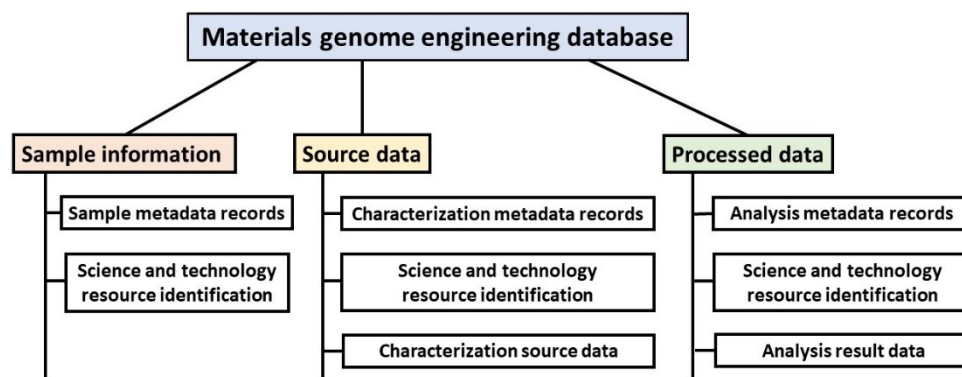 Materials genome engineering database
Sample information
Sample metadata records
Science and technology
resource identification
Source data
Characterization metadata records
Science and technology
resource identification
Characterization source data
Processed data
Analysis metadata records
Science and technology
resource identification
Analysis result data